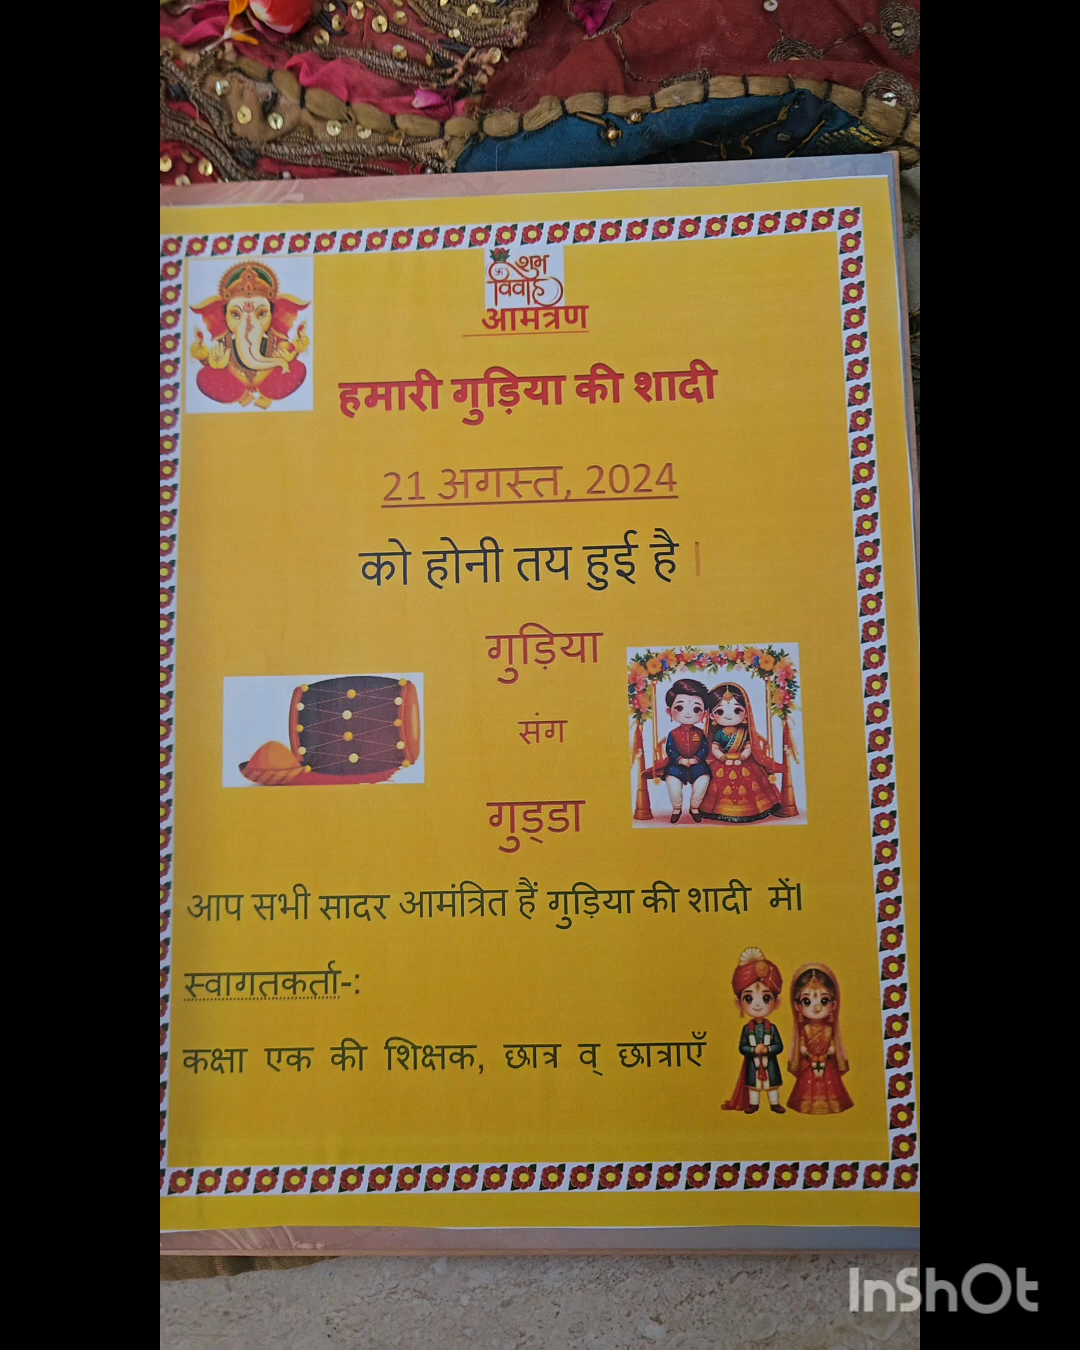 शुभ
विवाह
आमंत्रण
हमारी गुड़िया की शादी
21 अगस्त, 2024
को होनी तय हुई है ।
गुड़िया
संग
गुड्डा
आप सभी सादर आमंत्रित हैं गुड़िया की शादी में।
स्वागतकर्ता-:
कक्षा एक की शिक्षक, छात्र व् छात्राएँ
InShOt